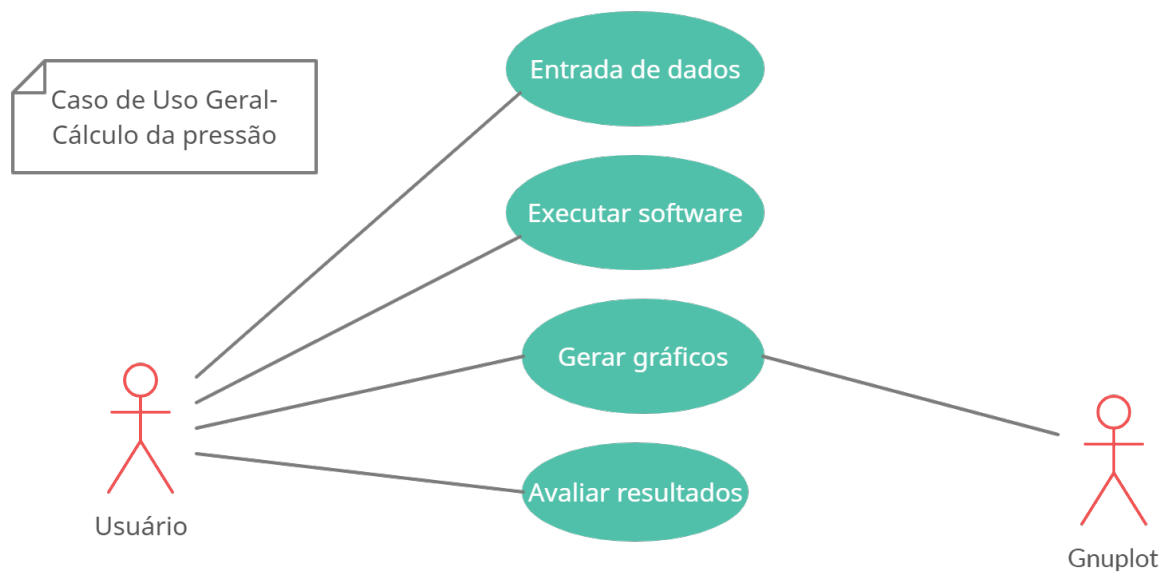 Caso de Uso Geral-
Cálculo da pressão
Entrada de dados
Executar software
Gerar gráficos
Avaliar resultados
Usuário
Gnuplot